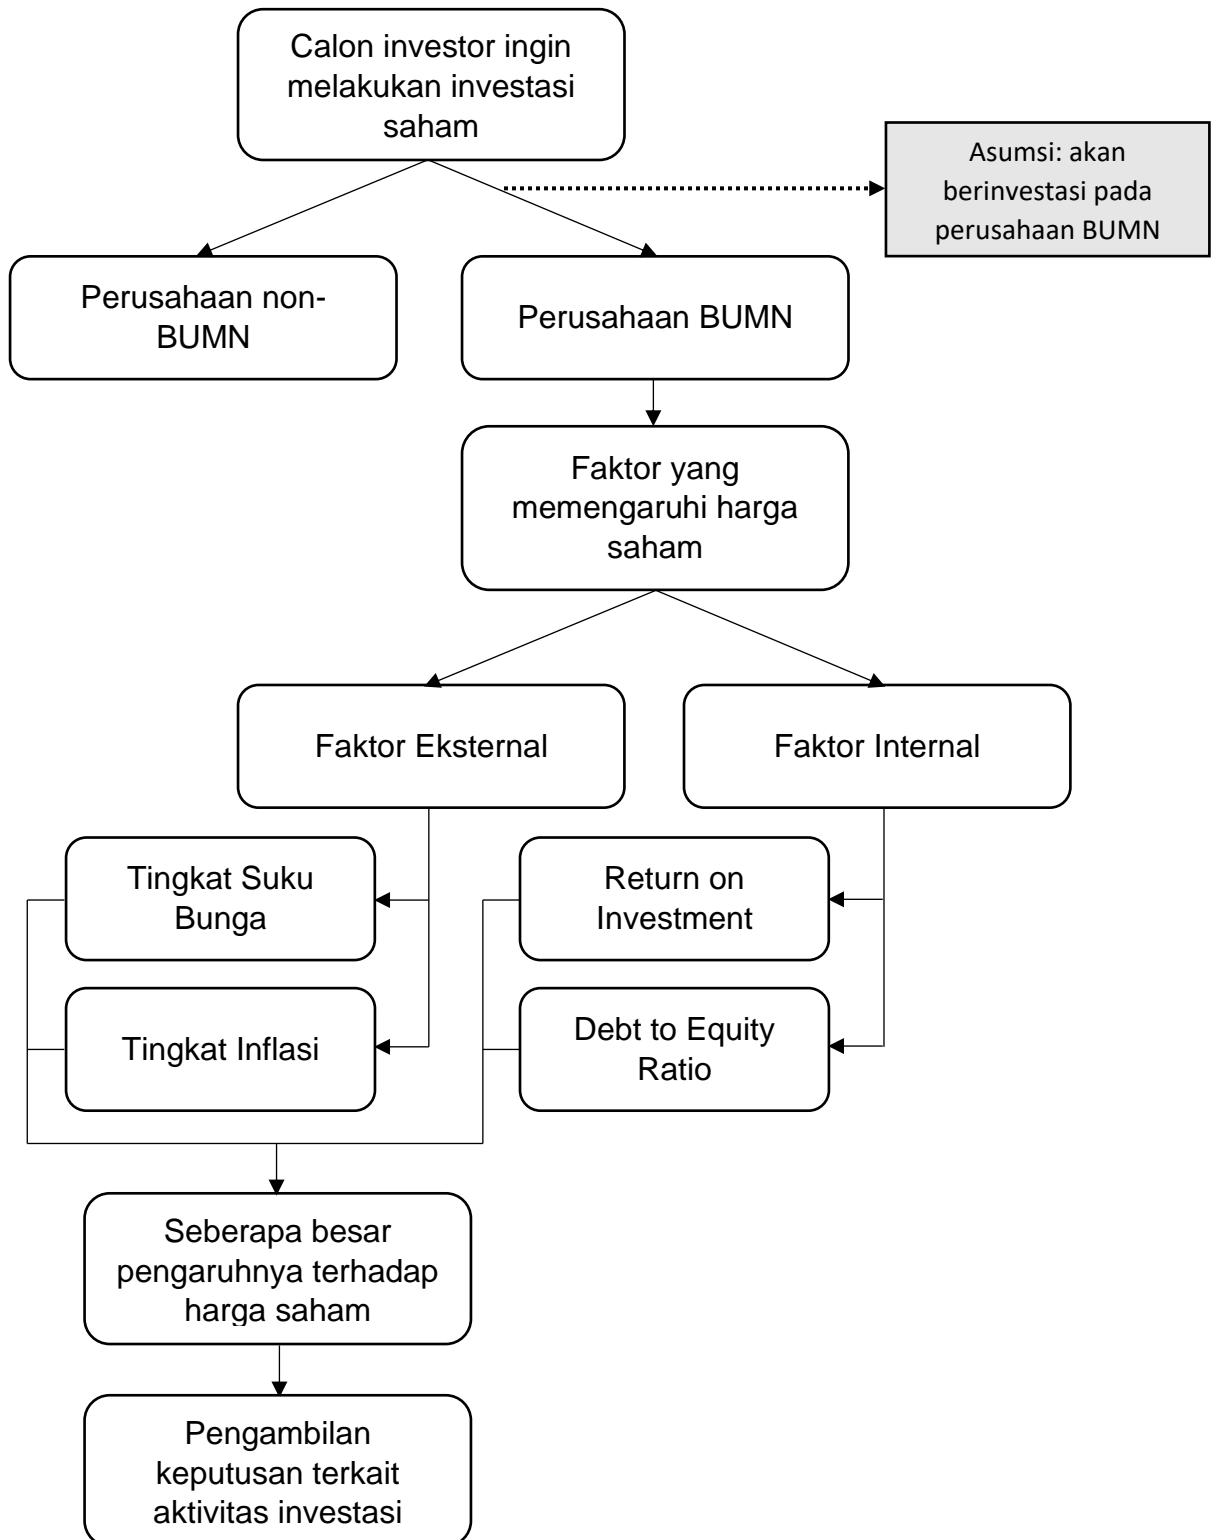 Calon investor ingin
melakukan investasi
saham
Asumsi: akan
berinvestasi pada
perusahaan BUMN
Perusahaan non-
BUMN
Perusahaan BUMN
Faktor yang
memengaruhi harga
saham
Faktor Eksternal
Faktor Internal
Tingkat Suku
Bunga
Return on
Investment
Tingkat Inflasi
Debt to Equity
Ratio
Seberapa besar
pengaruhnya terhadap
harga saham
Pengambilan
keputusan terkait
aktivitas investasi